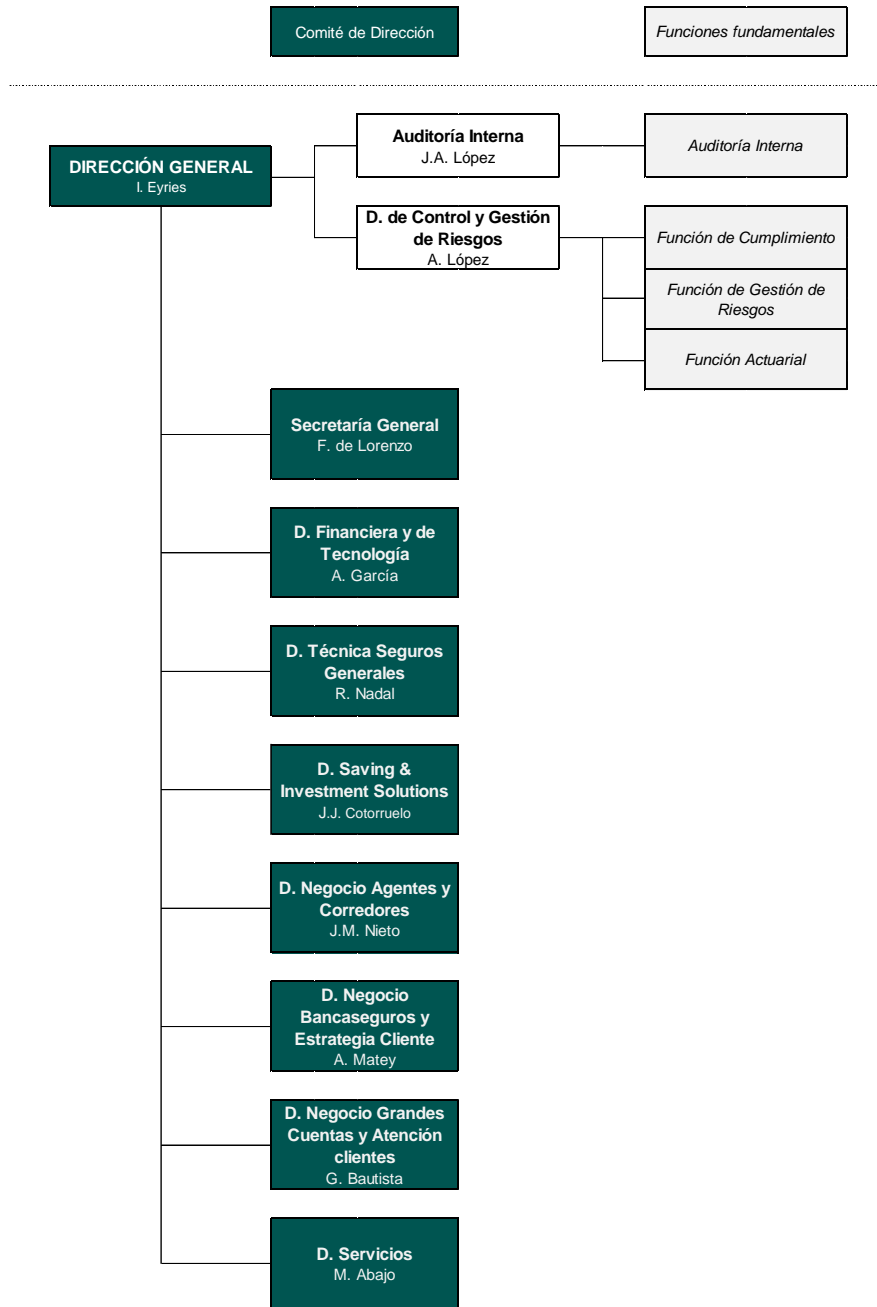 Comité de Dirección
Funciones fundamentales
DIRECCIÓN GENERAL
I. Eyries
Auditoría Interna
J.A. López
Auditoría Interna
D. de Control y Gestión
de Riesgos
A. López
Función de Cumplimiento
Función de Gestión de
Riesgos
Función Actuarial
Secretaría General
F. de Lorenzo
D. Financiera y de
Tecnología
A. García
D. Técnica Seguros
Generales
R. Nadal
D. Saving &
Investment Solutions
J.J. Cotorruelo
D. Negocio Agentes y
Corredores
J.M. Nieto
D. Negocio
Bancaseguros y
Estrategia Cliente
A. Matey
D. Negocio Grandes
Cuentas y Atención
clientes
G. Bautista
D. Servicios
M. Abajo